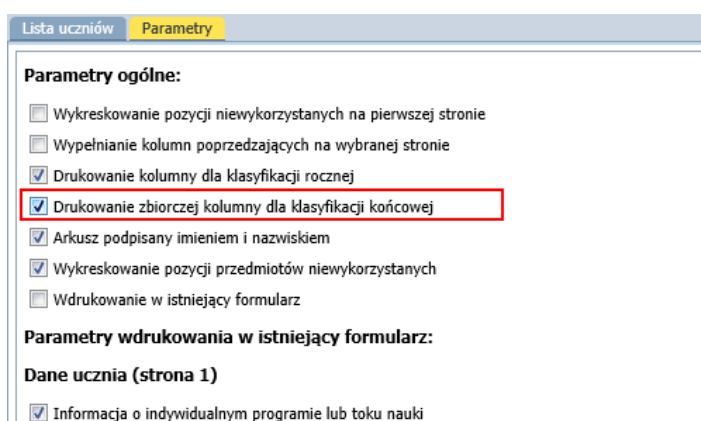 Lista uczniów Parametry
Parametry ogólne:
Wykreskowanie pozycji niewykorzystanych na pierwszej stronie
Wypełnianie kolumn poprzedzających na wybranej stronie
Drukowanie kolumny dla klasyfikacji rocznej
Drukowanie zbiorczej kolumny dla klasyfikacji końcowej
Arkusz podpisany imieniem i nazwiskiem
Wykreskowanie pozycji przedmiotów niewykorzystanych
Wdrukowanie w istniejący formularz
Parametry wdrukowania w istniejący formularz:
Dane ucznia (strona 1)
Informacja o indywidualnym programie lub toku nauki